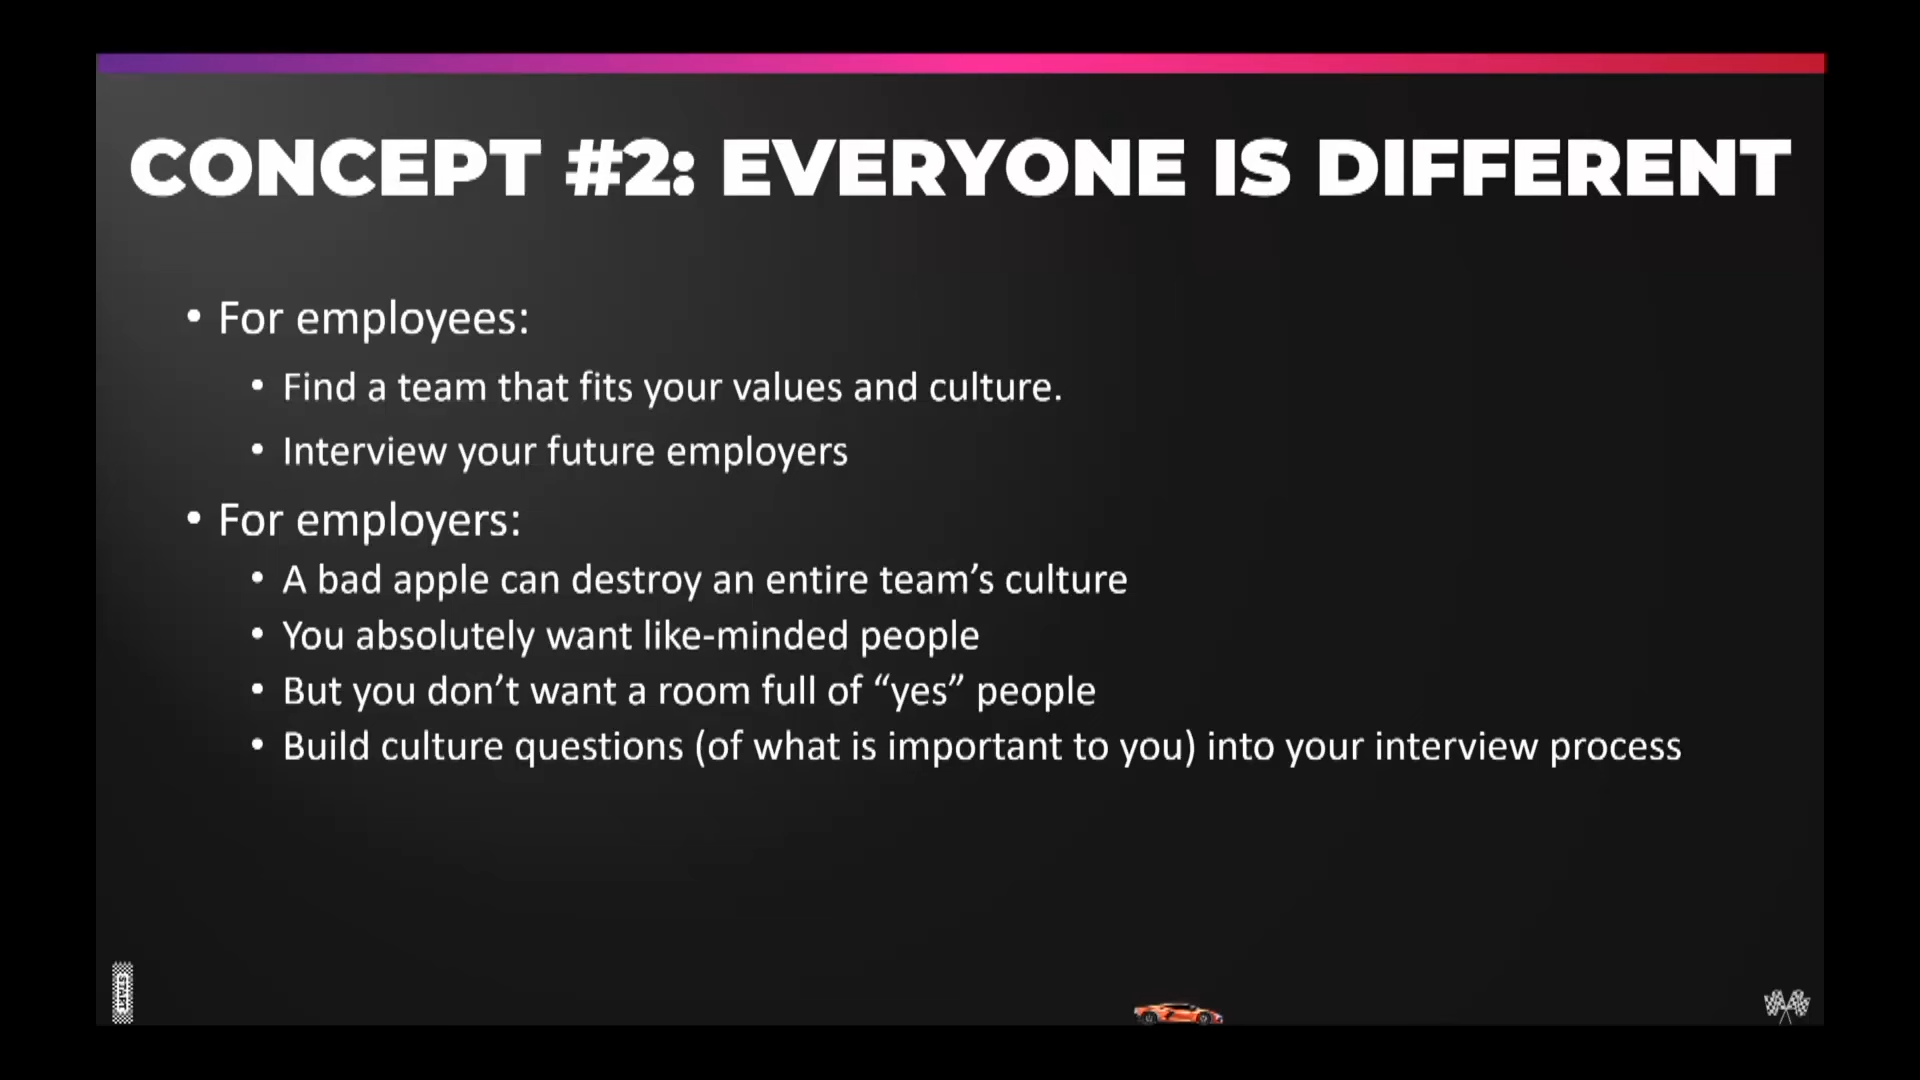 CONCEPT #2: EVERYONE IS DIFFERENT
• For employees:
• Find a team that fits your values and culture.
• Interview your future employers
• For employers:
• A bad apple can destroy an entire team’s culture
• You absolutely want like-minded people
• But you don’t want a room full of “yes” people
• Build culture questions (of what is important to you) into your interview process
START